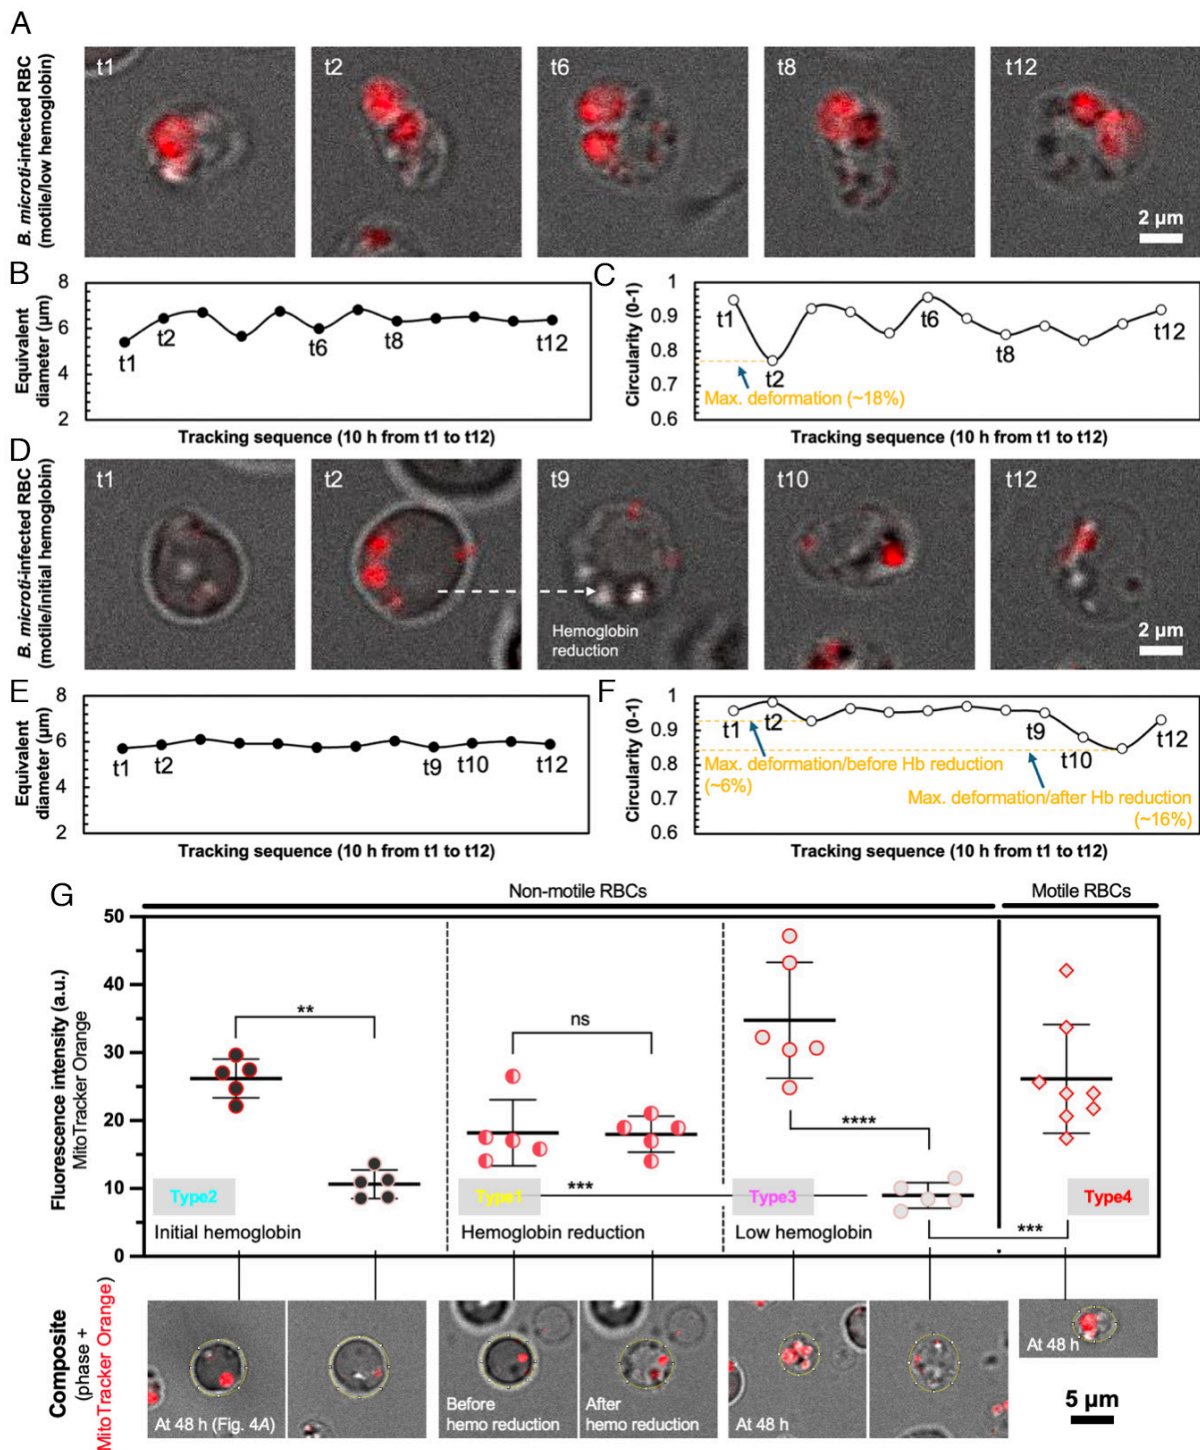 A
B. microti-infected RBC
(motile/low hemoglobin)
t1
t2
t6
t8
t12
2 μm
B
Equivalent
diameter (μm)
8
6
4
2
t1
t2
t6
t8
t12
Tracking sequence (10 h from t1 to t12)
C
Circularity (0-1)
1
0.9
0.8
0.7
0.6
t1
t2
t6
t8
t12
Max. deformation (~18%)
Tracking sequence (10 h from t1 to t12)
D
B. microti-infected RBC
(motile/initial hemoglobin)
t1
t2
t9
Hemoglobin
reduction
t10
t12
2 μm
E
Equivalent
diameter (μm)
8
6
4
2
t1
t2
t9
t10
t12
Tracking sequence (10 h from t1 to t12)
F
Circularity (0-1)
1
0.9
0.8
0.7
0.6
t1
t2
t9
t10
t12
Max. deformation/before Hb reduction
(~6%)
Max. deformation/after Hb reduction
(~16%)
Tracking sequence (10 h from t1 to t12)
G
Non-motile RBCs
Motile RBCs
Fluorescence intensity (a.u.)
MitoTracker Orange
50
40
30
20
10
0
**
ns
****
***
***
Type2
Type1
Type3
Type4
Initial hemoglobin
Hemoglobin reduction
Low hemoglobin
Composite
(phase +
MitoTracker Orange)
At 48 h (Fig. 4A)
Before
hemo reduction
After
hemo reduction
At 48 h
At 48 h
5 μm